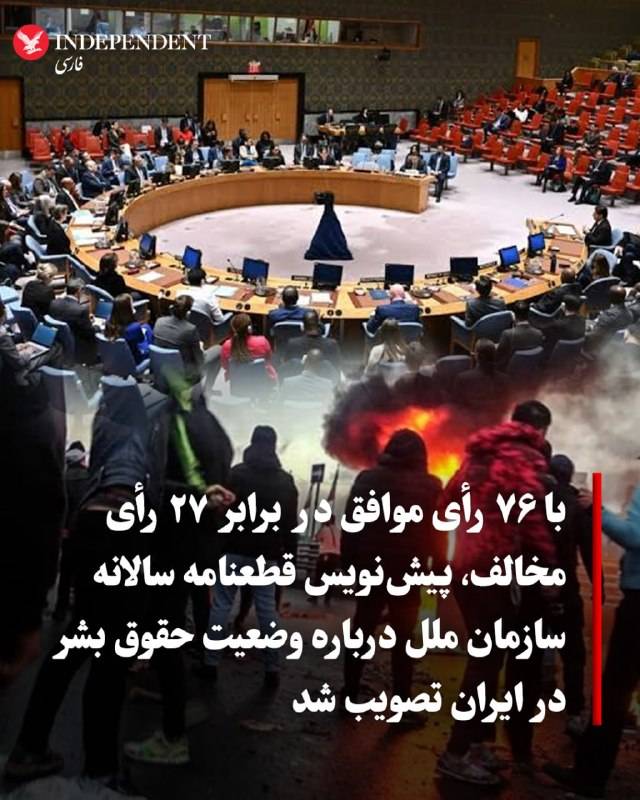 INDEPENDENT
فارسی
با ۷۶ رأی موافق در برابر ۲۷ رأی
مخالف، پیش‌نویس قطعنامه سالانه
سازمان ملل درباره وضعیت حقوق بشر
در ایران تصویب شد